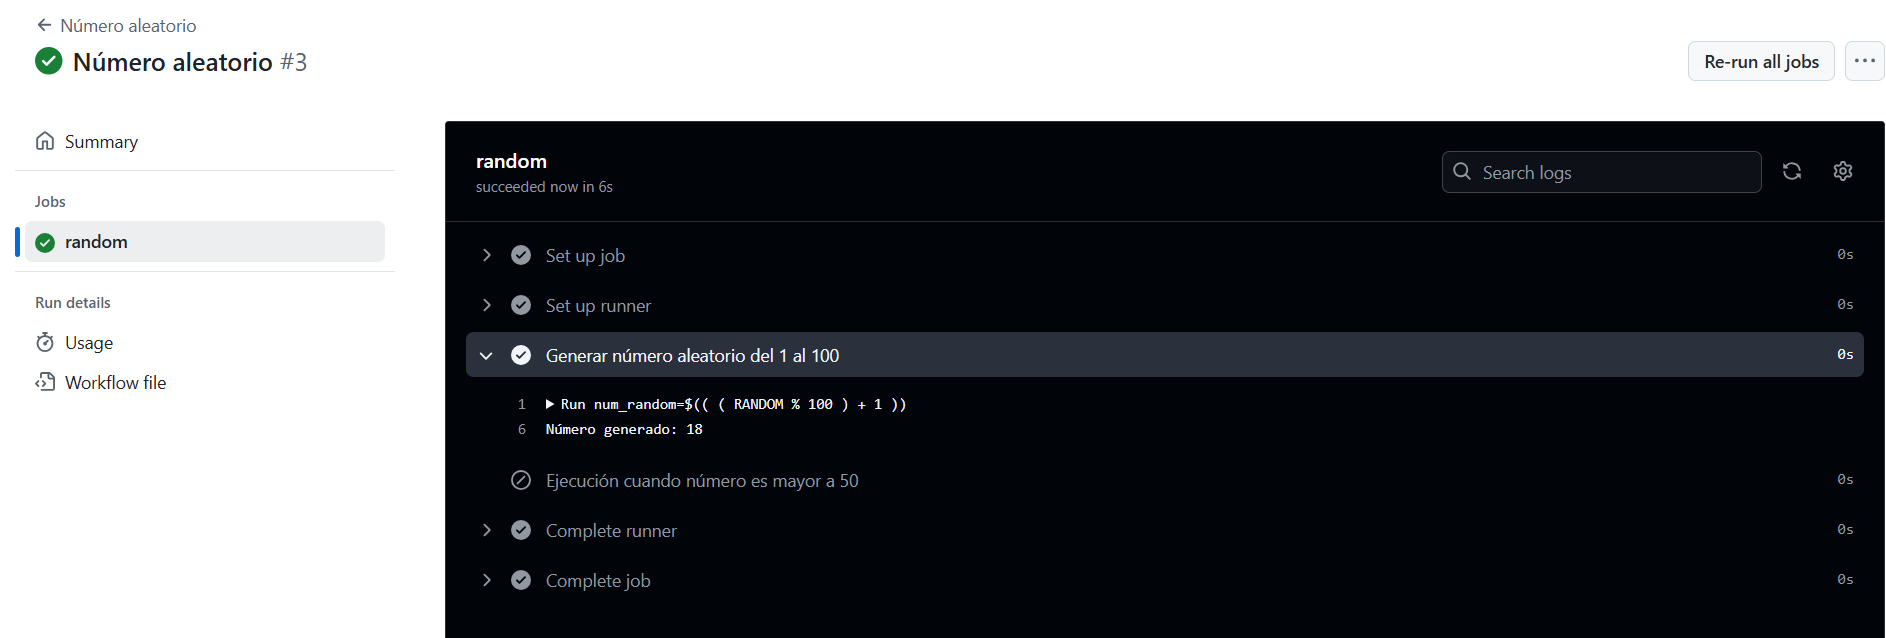 Número aleatorio
Número aleatorio #3
Re-run all jobs
Summary
Jobs
random
Run details
Usage
Workflow file
random
succeeded now in 6s
Search logs
Set up job 0s
Set up runner 0s
Generar número aleatorio del 1 al 100 0s
1 Run num_random=$(( ( RANDOM % 100 ) + 1 ))
6 Número generado: 18
Ejecución cuando número es mayor a 50 0s
Complete runner 0s
Complete job 0s